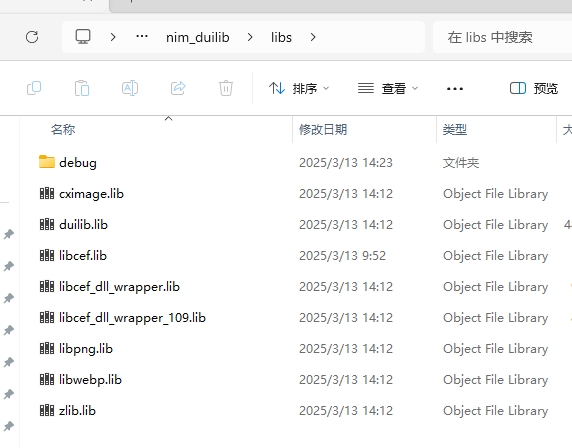 nim_duilib > libs >
在 libs 中搜索
排序 查看 预览
名称 修改日期 类型
debug 2025/3/13 14:23 文件夹
cximage.lib 2025/3/13 14:12 Object File Library
duilib.lib 2025/3/13 14:12 Object File Library
libcef.lib 2025/3/13 9:52 Object File Library
libcef_dll_wrapper.lib 2025/3/13 14:12 Object File Library
libcef_dll_wrapper_109.lib 2025/3/13 14:12 Object File Library
libpng.lib 2025/3/13 14:12 Object File Library
libwebp.lib 2025/3/13 14:12 Object File Library
zlib.lib 2025/3/13 14:12 Object File Library